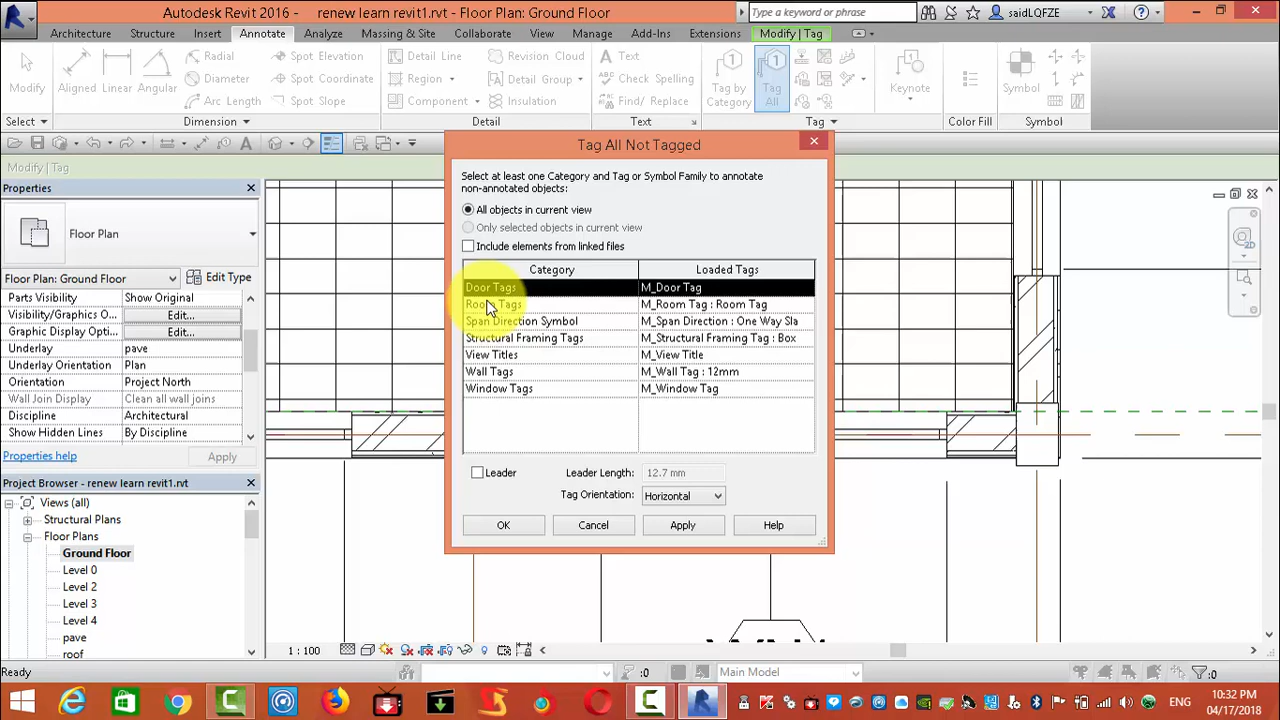 Autodesk Revit 2016 - renew learn revit1.rvt - Floor Plan: Ground Floor
Type a keyword or phrase
saidLQFZE
Architecture Structure Insert Annotate Analyze Massing & Site Collaborate View Manage Add-Ins Extensions Modify | Tag
Modify
Aligned Linear Angular
Radial
Diameter
Arc Length
Spot Elevation
Spot Coordinate
Spot Slope
Detail Line
Region
Component
Revision Cloud
Detail Group
Insulation
Text
Check Spelling
Find/ Replace
Tag by Category
Tag All
Keynote
Symbol
Select Dimension Detail Text Tag Color Fill Symbol
Modify | Tag
Properties
Floor Plan
Floor Plan: Ground Floor Edit Type
Parts Visibility Show Original
Visibility/Graphics O... Edit...
Graphic Display Opti... Edit...
Underlay pave
Underlay Orientation Plan
Orientation Project North
Wall Join Display Clean all wall joins
Discipline Architectural
Show Hidden Lines By Discipline
Properties help Apply
Project Browser - renew learn revit1.rvt
Views (all)
Structural Plans
Floor Plans
Ground Floor
Level 0
Level 2
Level 3
Level 4
pave
roof
Tag All Not Tagged
Select at least one Category and Tag or Symbol Family to annotate
non-annotated objects:
All objects in current view
Only selected objects in current view
Include elements from linked files
Category Loaded Tags
Door Tags M_Door Tag
Room Tags M_Room Tag : Room Tag
Span Direction Symbol M_Span Direction : One Way Sla
Structural Framing Tags M_Structural Framing Tag : Box
View Titles M_View Title
Wall Tags M_Wall Tag : 12mm
Window Tags M_Window Tag
Leader Leader Length: 12.7 mm
Tag Orientation: Horizontal
OK Cancel Apply Help
2D
1 : 100
Ready
:0
Main Model
:0
ENG
10:32 PM
04/17/2018